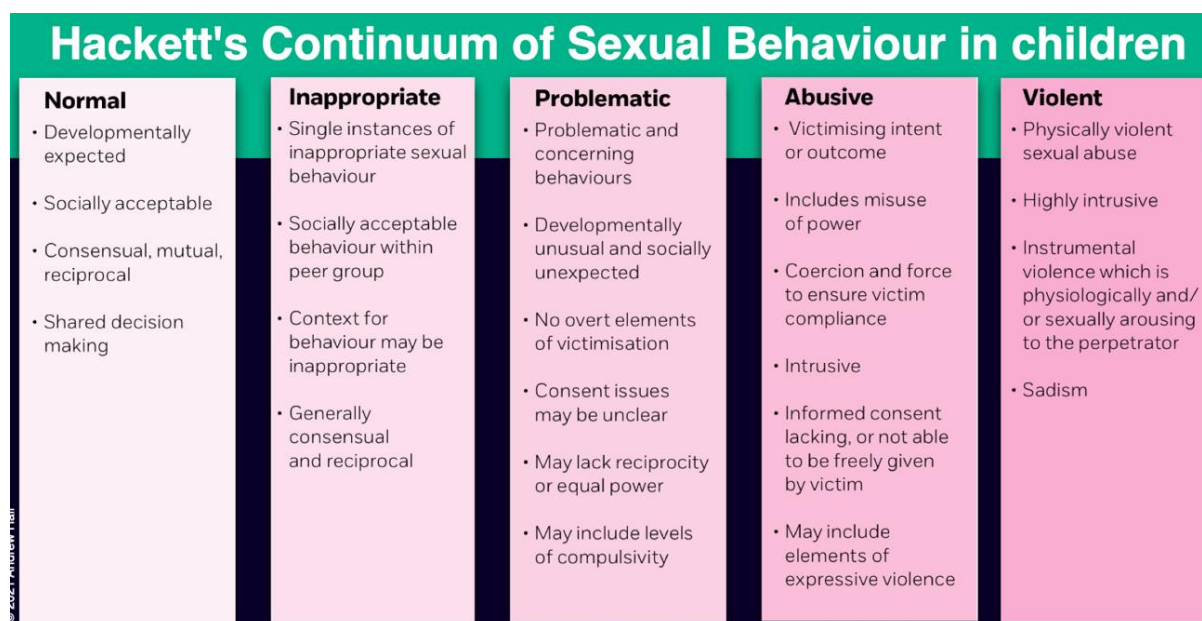 Hackett's Continuum of Sexual Behaviour in children
Normal
• Developmentally
expected
• Socially acceptable
• Consensual, mutual,
reciprocal
• Shared decision
making
Inappropriate
• Single instances of
inappropriate sexual
behaviour
• Socially acceptable
behaviour within
peer group
• Context for
behaviour may be
inappropriate
• Generally
consensual
and reciprocal
Problematic
• Problematic and
concerning
behaviours
• Developmentally
unusual and socially
unexpected
• No overt elements
of victimisation
• Consent issues
may be unclear
• May lack reciprocity
or equal power
• May include levels
of compulsivity
Abusive
• Victimising intent
or outcome
• Includes misuse
of power
• Coercion and force
to ensure victim
compliance
• Intrusive
• Informed consent
lacking, or not able
to be freely given
by victim
• May include
elements of
expressive violence
Violent
• Physically violent
sexual abuse
• Highly intrusive
• Instrumental
violence which is
physiologically and/
or sexually arousing
to the perpetrator
• Sadism
© 2021 Andrew Hall